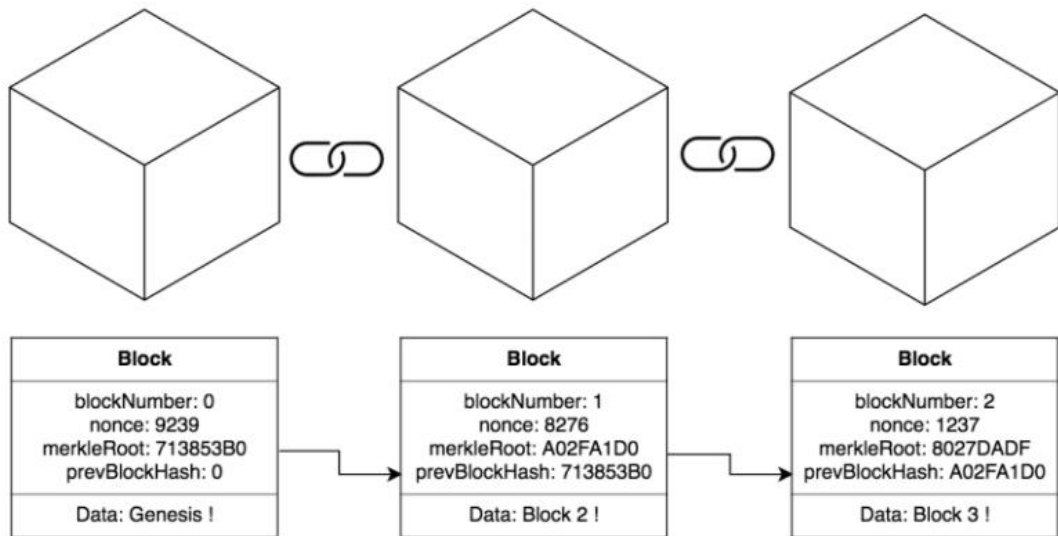 Block
blockNumber: 0
nonce: 9239
merkleRoot: 713853B0
prevBlockHash: 0
Data: Genesis !
Block
blockNumber: 1
nonce: 8276
merkleRoot: A02FA1D0
prevBlockHash: 713853B0
Data: Block 2 !
Block
blockNumber: 2
nonce: 1237
merkleRoot: 8027DADF
prevBlockHash: A02FA1D0
Data: Block 3 !